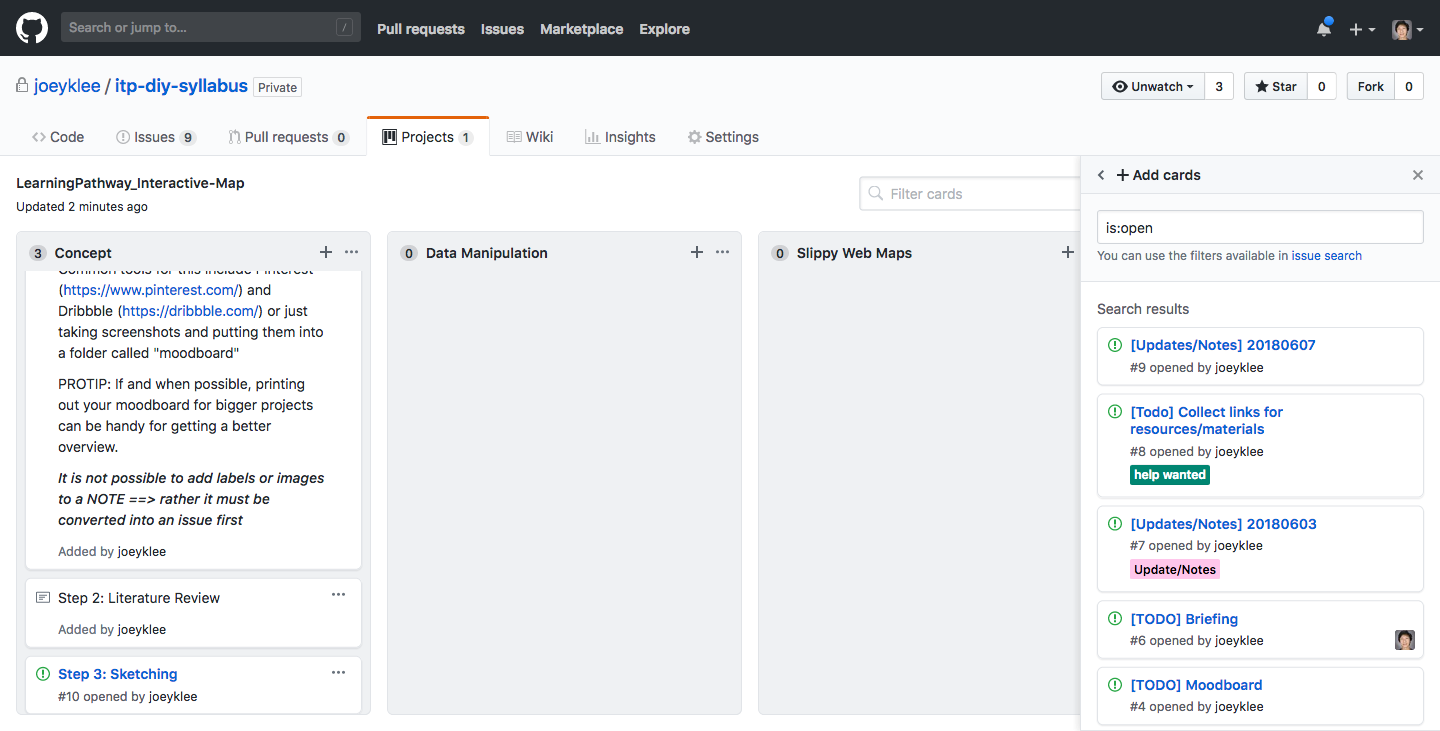 Search or jump to...
/
Pull requests
Issues
Marketplace
Explore
joeyklee / itp-diy-syllabus
Private
Unwatch
3
Star
0
Fork
0
Code
Issues 9
Pull requests 0
Projects 1
Wiki
Insights
Settings
LearningPathway_Interactive-Map
Updated 2 minutes ago
Filter cards
3 Concept
Common tools for this include Pinterest
(https://www.pinterest.com/) and
Dribbble (https://dribbble.com/) or just
taking screenshots and putting them into
a folder called "moodboard"
PROTIP: If and when possible, printing
out your moodboard for bigger projects
can be handy for getting a better
overview.
It is not possible to add labels or images
to a NOTE ==> rather it must be
converted into an issue first
Added by joeyklee
Step 2: Literature Review
Added by joeyklee
Step 3: Sketching
#10 opened by joeyklee
0 Data Manipulation
0 Slippy Web Maps
Add cards
is:open
You can use the filters available in issue search
Search results
[Updates/Notes] 20180607
#9 opened by joeyklee
[Todo] Collect links for
resources/materials
#8 opened by joeyklee
help wanted
[Updates/Notes] 20180603
#7 opened by joeyklee
Update/Notes
[TODO] Briefing
#6 opened by joeyklee
[TODO] Moodboard
#4 opened by joeyklee